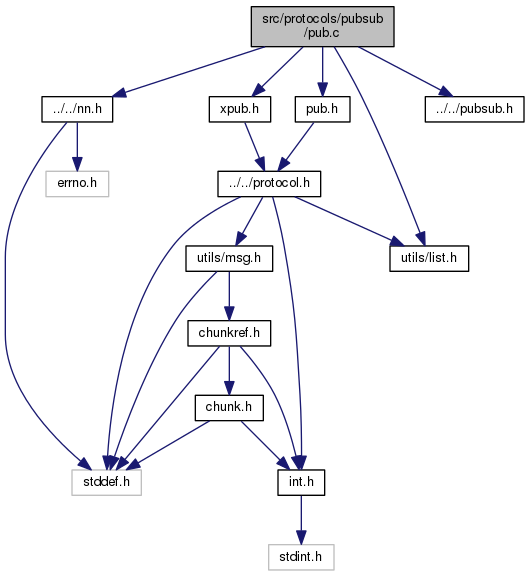 src/protocols/pubsub
/pub.c
../../nn.h
xpub.h
pub.h
../../pubsub.h
errno.h
../../protocol.h
utils/msg.h
utils/list.h
chunkref.h
chunk.h
stddef.h
int.h
stdint.h